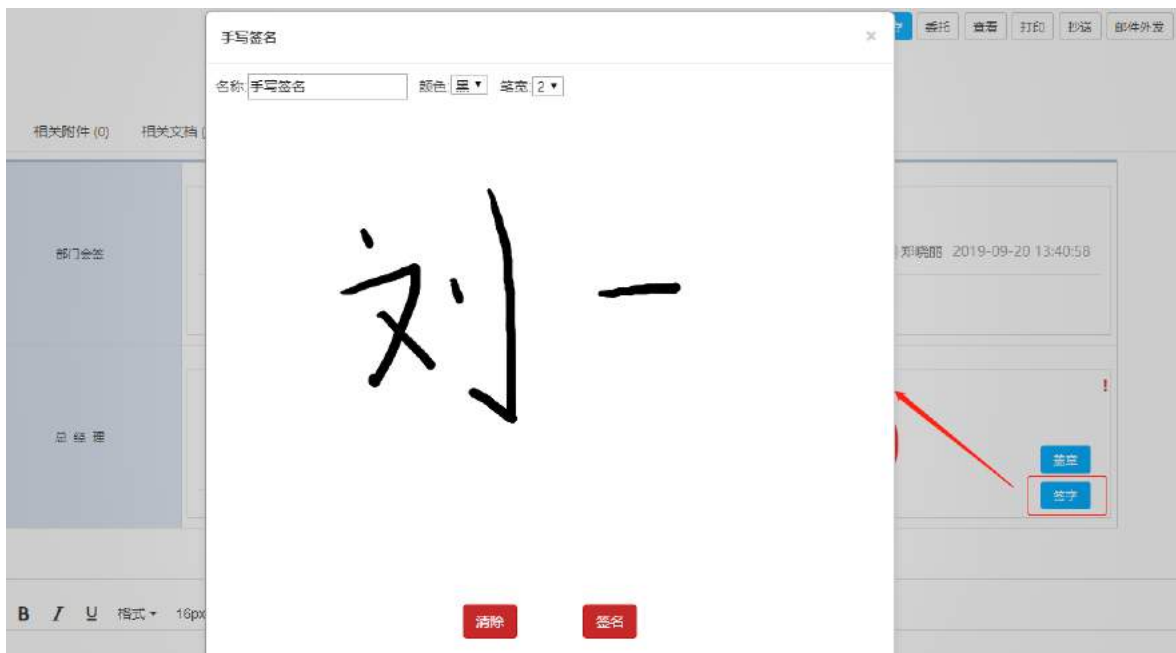 手写签名 ×
字 委托 查看 打印 抄送 邮件外发
名称: 手写签名 颜色: 黑 笔宽: 2
相关附件 (0) 相关文档 (
刘一
部门会签
郑晓丽 2019-09-20 13:40:58
!
总 经 理
盖章
签字
B I U 格式 16px
清除 签名